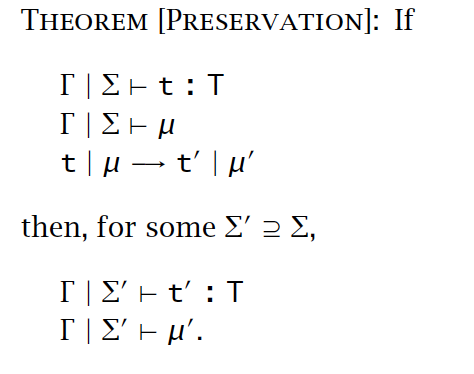 THEOREM [PRESERVATION]: If
Γ | Σ ⊢ t : T
Γ | Σ ⊢ μ
t | μ ⟶ t′ | μ′
then, for some Σ′ ⊇ Σ,
Γ | Σ′ ⊢ t′ : T
Γ | Σ′ ⊢ μ′.